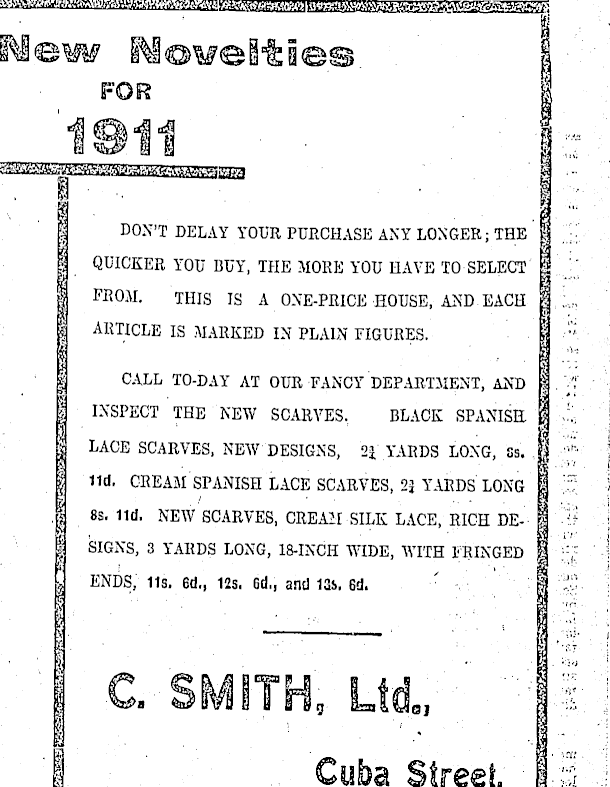 New Novelties
FOR
1911
DON'T DELAY YOUR PURCHASE ANY LONGER; THE
QUICKER YOU BUY, THE MORE YOU HAVE TO SELECT
FROM. THIS IS A ONE-PRICE HOUSE, AND EACH
ARTICLE IS MARKED IN PLAIN FIGURES.
CALL TO-DAY AT OUR FANCY DEPARTMENT, AND
INSPECT THE NEW SCARVES. BLACK SPANISH
LACE SCARVES, NEW DESIGNS, 2¾ YARDS LONG, 8s.
11d. CREAM SPANISH LACE SCARVES, 2¾ YARDS LONG
8s. 11d. NEW SCARVES, CREAM SILK LACE, RICH DE-
SIGNS, 3 YARDS LONG, 18-INCH WIDE, WITH FRINGED
ENDS, 11s. 6d., 12s. 6d., and 13s. 6d.
C. SMITH, Ltd.,
Cuba Street.